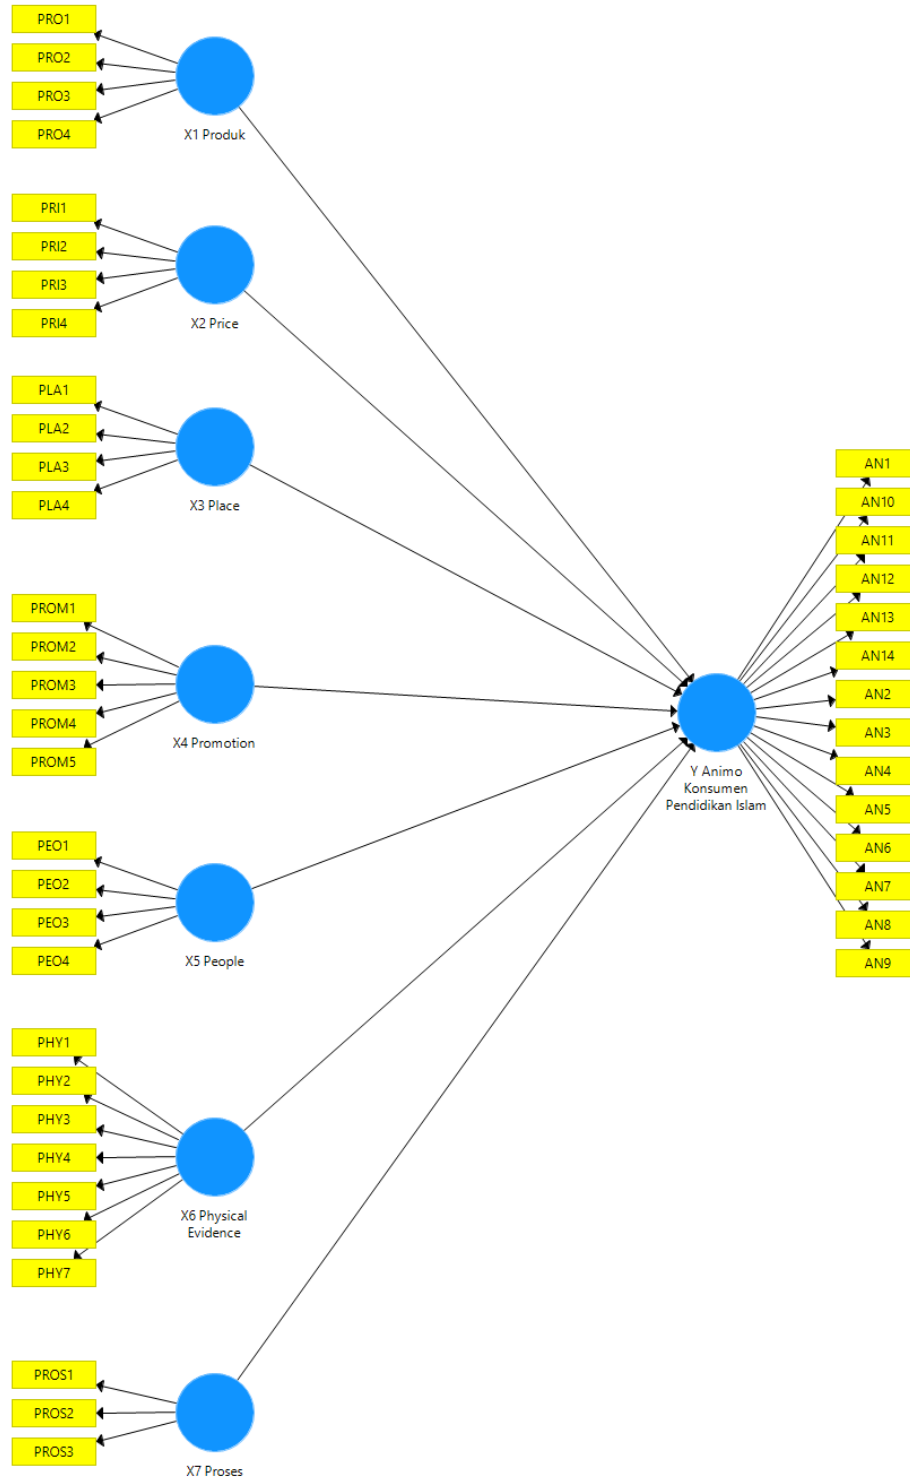 PRO1
PRO2
PRO3
PRO4
X1 Produk
PRI1
PRI2
PRI3
PRI4
X2 Price
PLA1
PLA2
PLA3
PLA4
X3 Place
PROM1
PROM2
PROM3
PROM4
PROM5
X4 Promotion
PEO1
PEO2
PEO3
PEO4
X5 People
PHY1
PHY2
PHY3
PHY4
PHY5
PHY6
PHY7
X6 Physical
Evidence
PROS1
PROS2
PROS3
X7 Proses
Y Animo
Konsumen
Pendidikan Islam
AN1
AN10
AN11
AN12
AN13
AN14
AN2
AN3
AN4
AN5
AN6
AN7
AN8
AN9